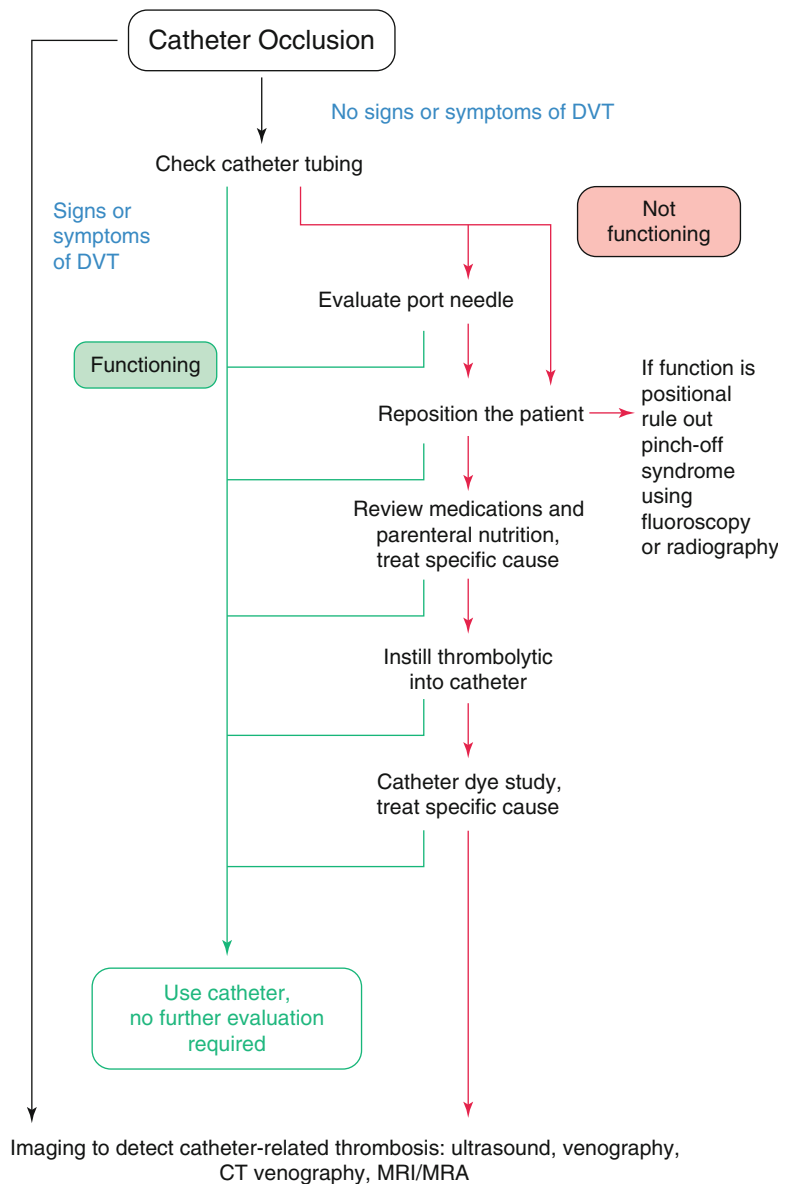 Catheter Occlusion
No signs or symptoms of DVT
Check catheter tubing
Signs or
symptoms
of DVT
Not
functioning
Evaluate port needle
Functioning
Reposition the patient
If function is
positional
rule out
pinch-off
syndrome
using
fluoroscopy
or radiography
Review medications and
parenteral nutrition,
treat specific cause
Instill thrombolytic
into catheter
Catheter dye study,
treat specific cause
Use catheter,
no further evaluation
required
Imaging to detect catheter-related thrombosis: ultrasound, venography,
CT venography, MRI/MRA